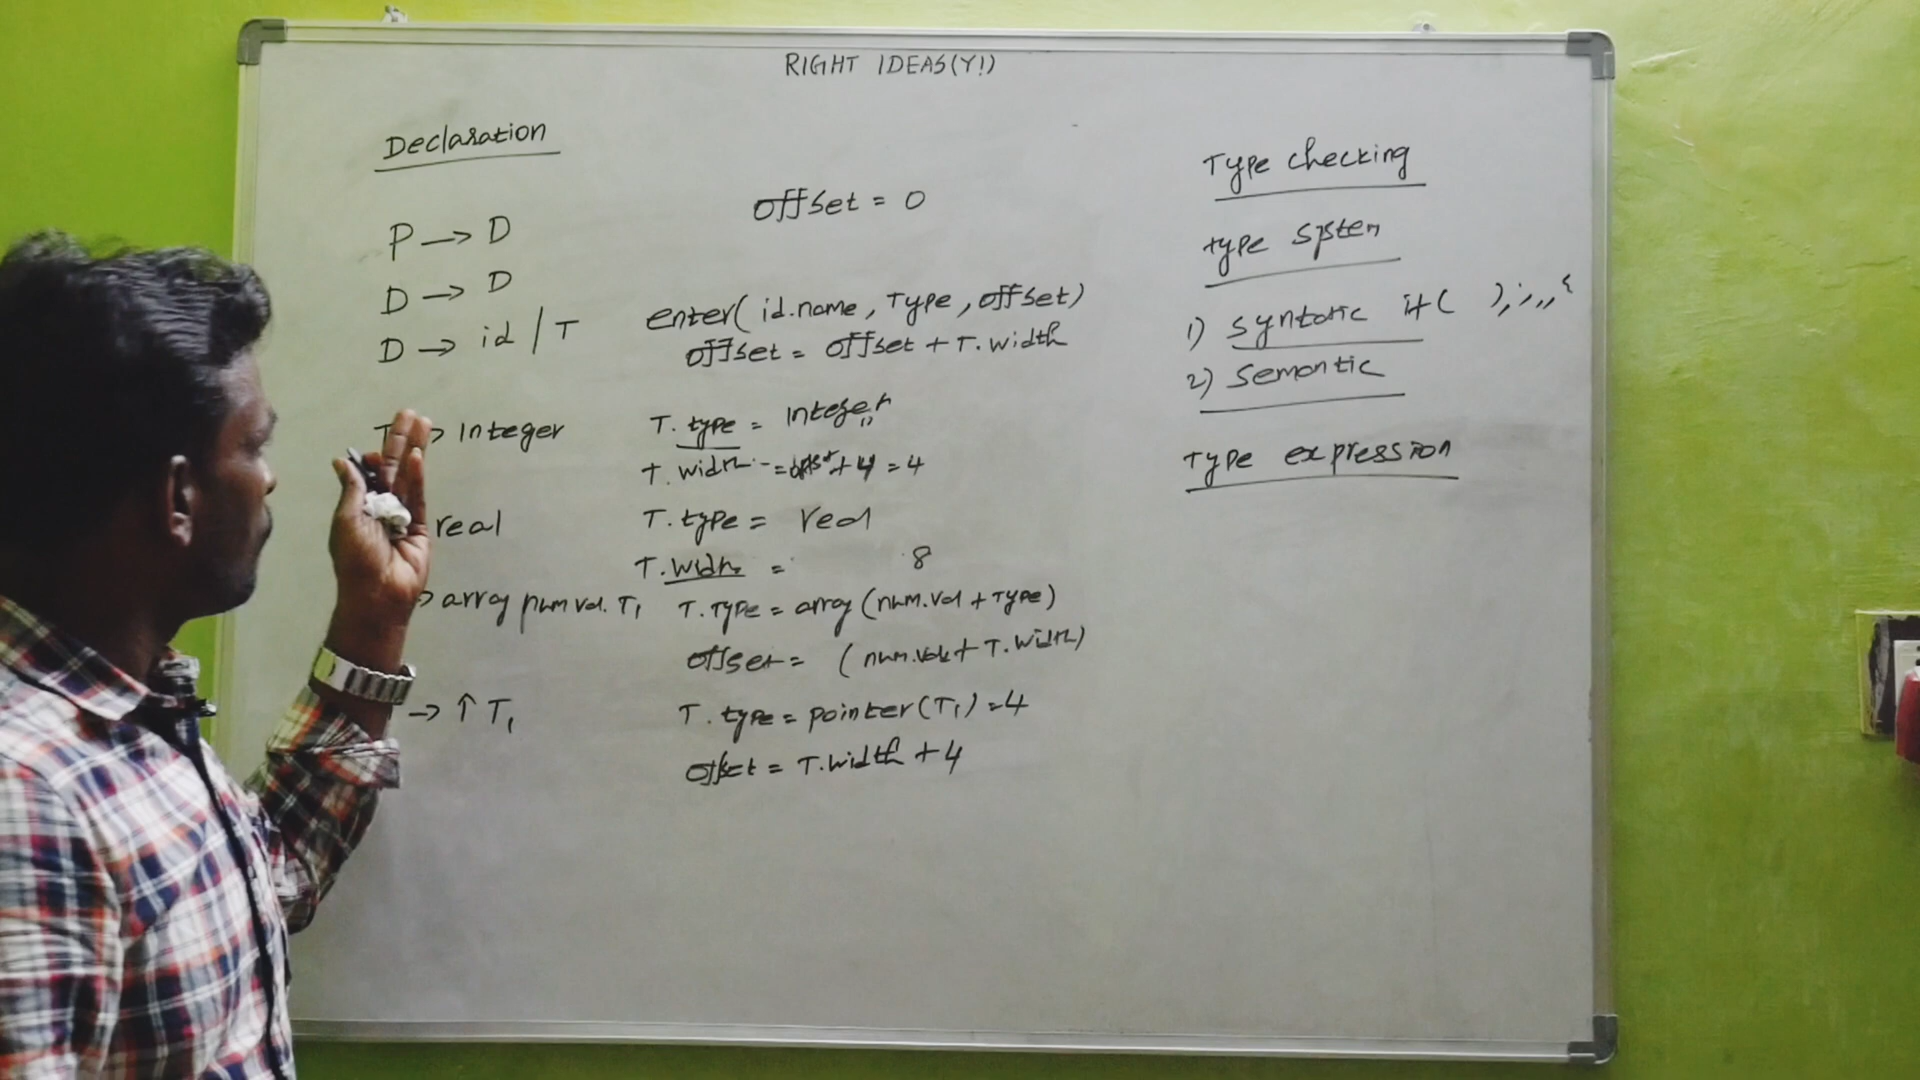 RIGHT IDEAS(Y!)
Declaration
offset = 0
P → D
D → D
D → id / T
enter( id.name, Type, offset)
offset = offset + T.width
Integer
T. type = Integer
T. width = + 4 = 4
real
T. type = real
T. width = 8
→ array num val. T1
T. TYPE = array (num.val + TYPE)
offset = (num.val + T.width)
→ ↑ T1
T. type = pointer(T1) = 4
offset = T.width + 4
Type checking
type System
1) Syntatic if( ),;,,,{
2) Semantic
Type expression